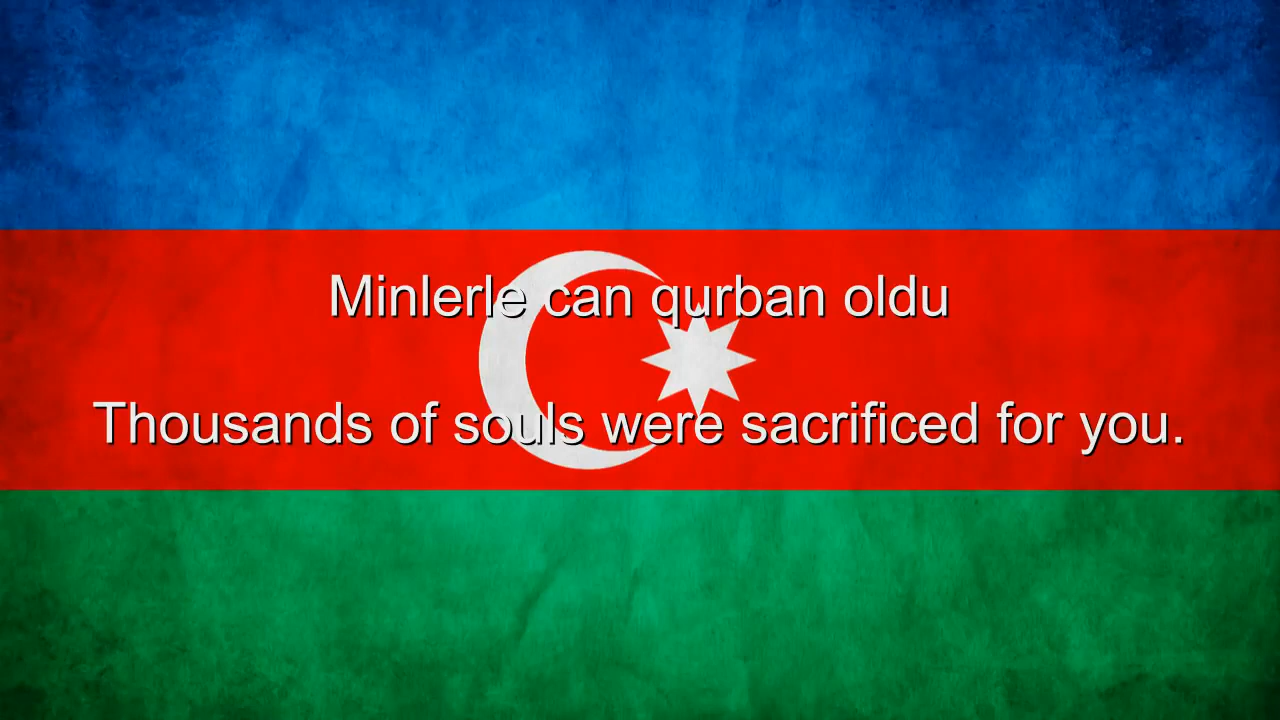 Minlerle can qurban oldu
Thousands of souls were sacrificed for you.